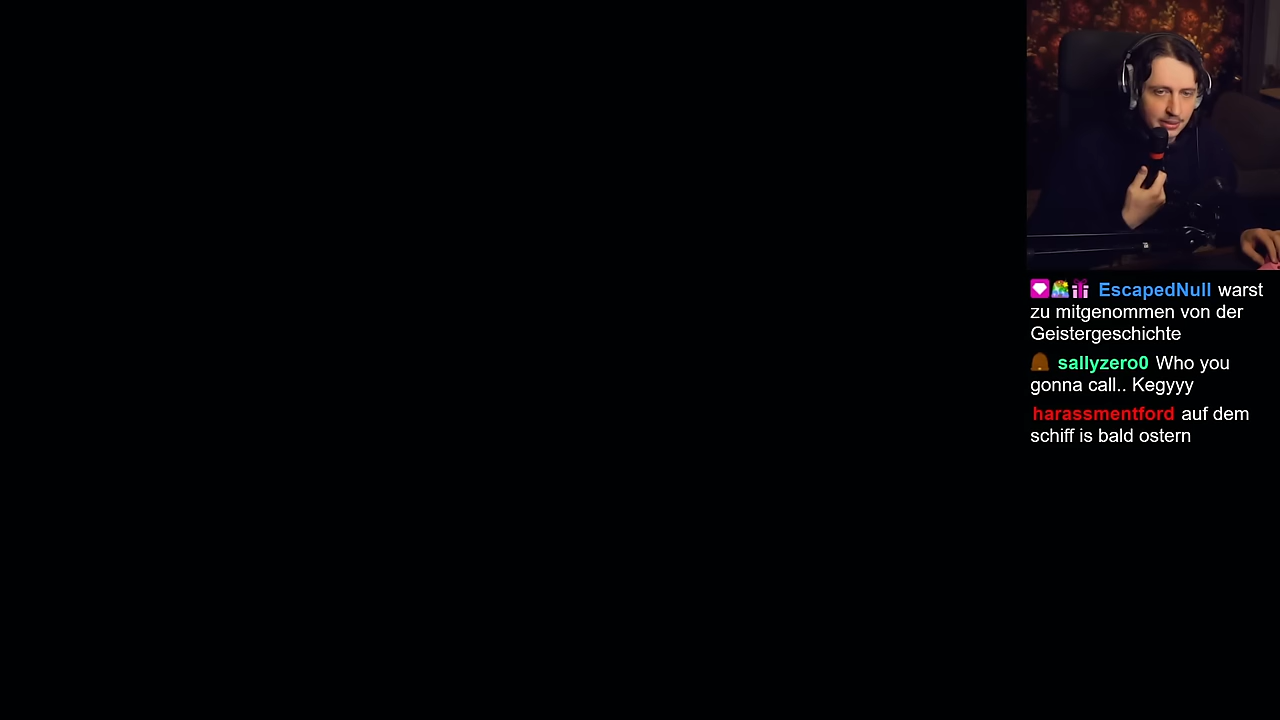 EscapedNull warst
zu mitgenommen von der
Geistergeschichte
sallyzero0 Who you
gonna call.. Kegyyy
harassmentford auf dem
schiff is bald ostern